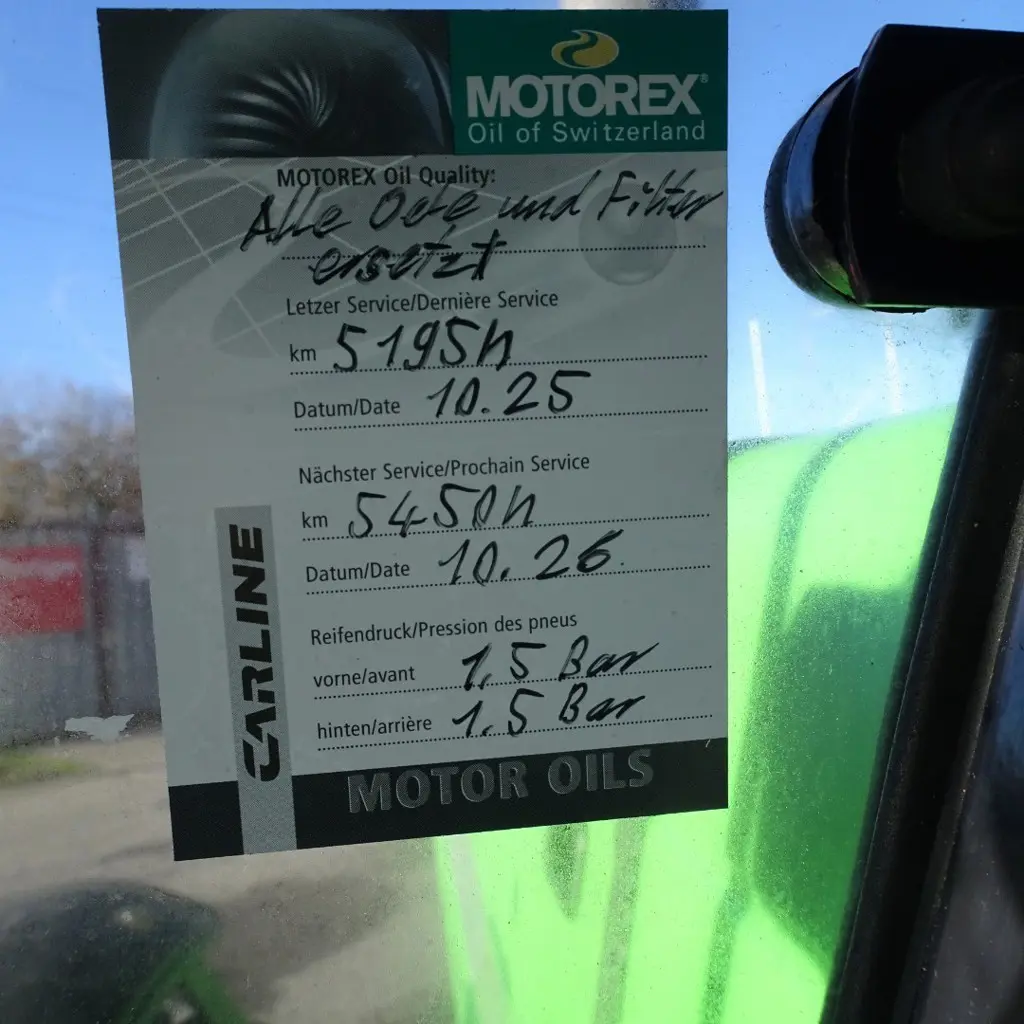 MOTOREX®
Oil of Switzerland
MOTOREX Oil Quality:
Alle Oele und Filter
ersetzt
Letzer Service/Dernière Service
km 5195h
Datum/Date 10.25
Nächster Service/Prochain Service
km 5450h
Datum/Date 10.26
Reifendruck/Pression des pneus
vorne/avant 1,5 Bar
hinten/arrière 1,5 Bar
CARLINE
MOTOR OILS